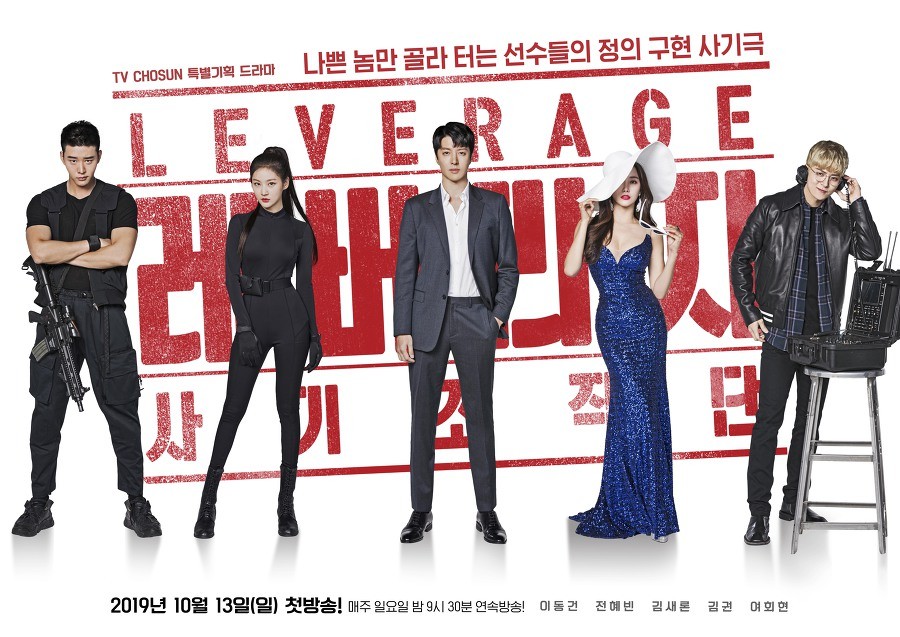 TV CHOSUN 특별기획 드라마 나쁜 놈만 골라 터는 선수들의 정의 구현 사기극
LEVERAGE
레버리지
사기조작단
2019년 10월 13일(일) 첫방송! 매주 일요일 밤 9시 30분 연속방송! 이동건 전혜빈 김새론 김권 여회현